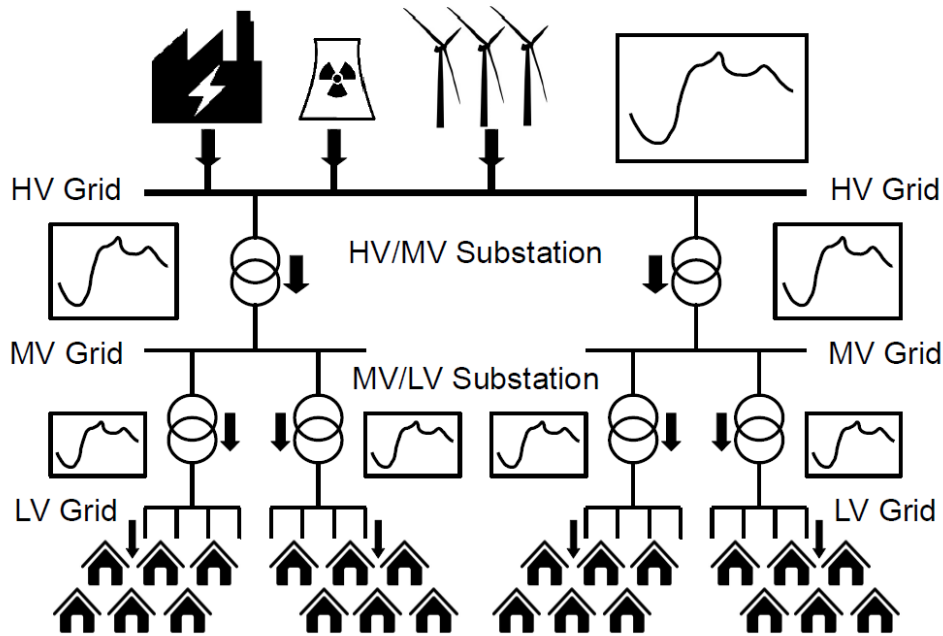 HV Grid
HV Grid
HV/MV Substation
MV Grid
MV Grid
MV/LV Substation
LV Grid
LV Grid